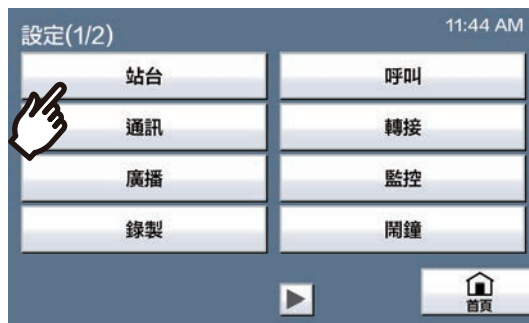 設定(1/2)
11:44 AM
站台
呼叫
通訊
轉接
廣播
監控
錄製
鬧鐘
首頁